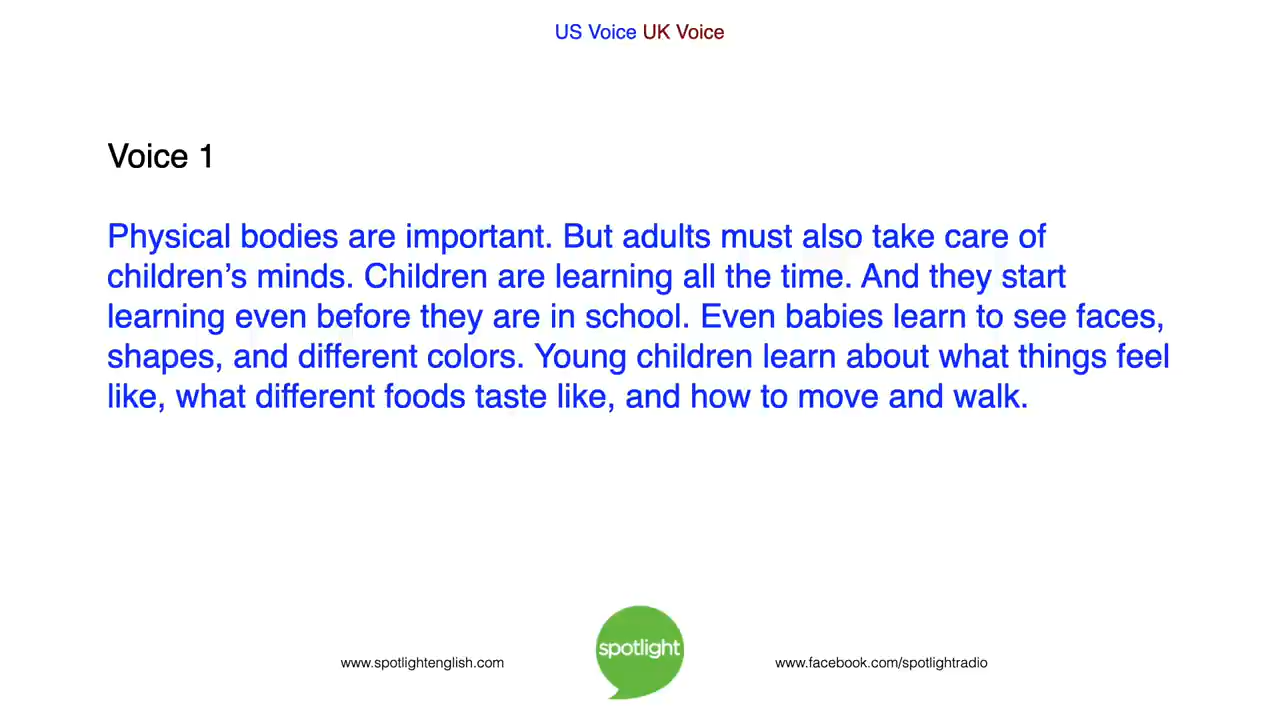 US Voice UK Voice
Voice 1
Physical bodies are important. But adults must also take care of
children’s minds. Children are learning all the time. And they start
learning even before they are in school. Even babies learn to see faces,
shapes, and different colors. Young children learn about what things feel
like, what different foods taste like, and how to move and walk.
spotlight
www.spotlightenglish.com
www.facebook.com/spotlightradio